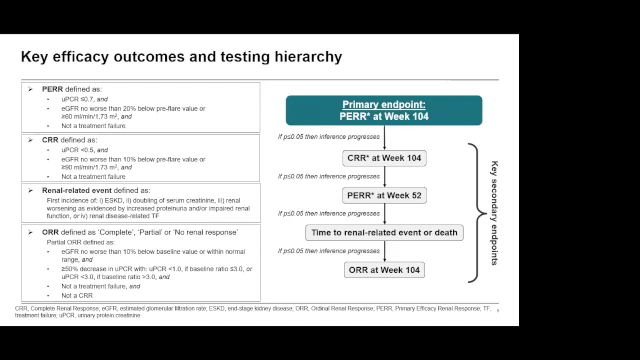 Key efficacy outcomes and testing hierarchy
➢ PERR defined as:
• uPCR ≤0.7, and
• eGFR no worse than 20% below pre-flare value or
≥60 ml/min/1.73 m², and
• Not a treatment failure
➢ CRR defined as:
• uPCR <0.5, and
• eGFR no worse than 10% below pre-flare value or
≥90 ml/min/1.73 m², and
• Not a treatment failure
➢ Renal-related event defined as:
First incidence of: i) ESKD, ii) doubling of serum creatinine, iii) renal
worsening as evidenced by increased proteinuria and/or impaired renal
function, or iv) renal disease-related TF
➢ ORR defined as 'Complete', 'Partial' or 'No renal response'
Partial ORR defined as:
• eGFR no worse than 10% below baseline value or within normal
range, and
• ≥50% decrease in uPCR with: uPCR <1.0, if baseline ratio ≤3.0, or
uPCR <3.0, if baseline ratio >3.0, and
• Not a treatment failure, and
• Not a CRR
Primary endpoint:
PERR* at Week 104
If p≤0.05 then inference progresses
CRR* at Week 104
If p≤0.05 then inference progresses
PERR* at Week 52
If p≤0.05 then inference progresses
Time to renal-related event or death
If p≤0.05 then inference progresses
ORR at Week 104
Key secondary endpoints
CRR, Complete Renal Response; eGFR, estimated glomerular filtration rate; ESKD, end-stage kidney disease, ORR, Ordinal Renal Response; PERR, Primary Efficacy Renal Response, TF,
treatment failure; uPCR, urinary protein:creatinine.